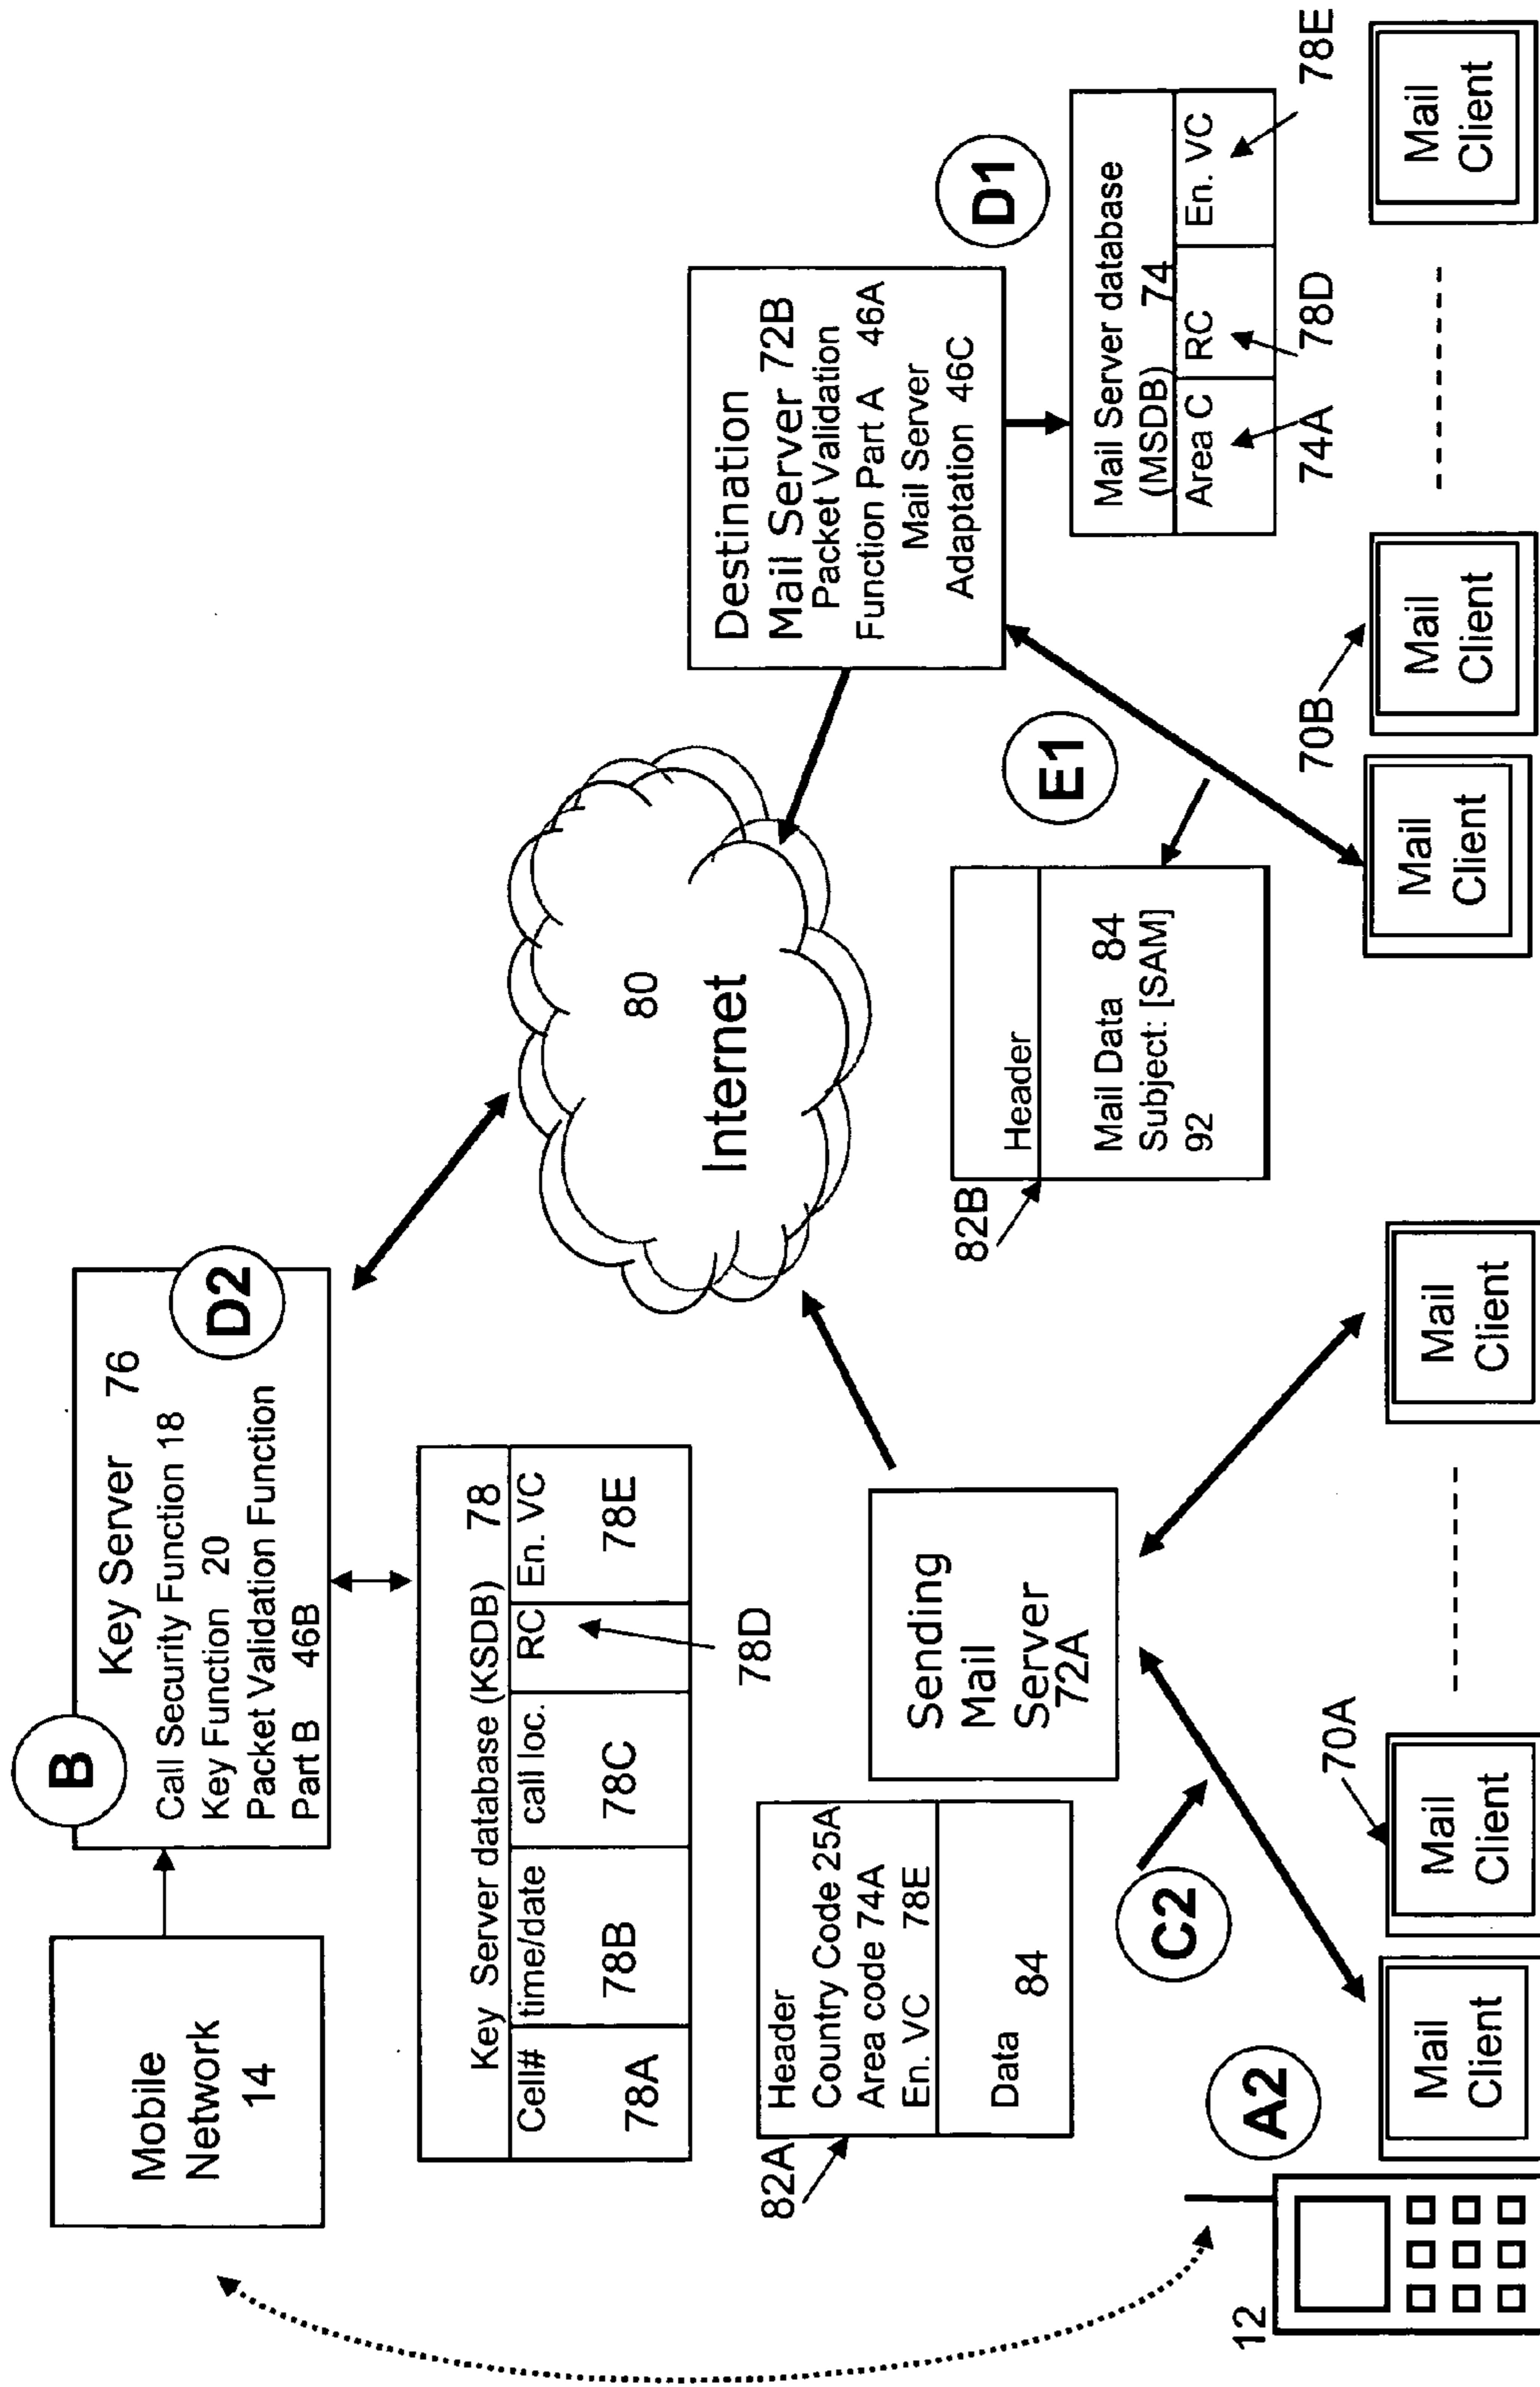 Mobile
Network
14
B
Key Server 76
Call Security Function 18
Key Function 20
Packet Validation Function
Part B 46B
D2
Key Server database (KSDB) 78
Cell#
time/date
call loc.
RC
En. VC
78A
78B
78C
78E
78D
80
Internet
Destination
Mail Server 72B
Packet Validation
Function Part A 46A
Mail Server
Adaptation 46C
D1
Mail Server database
(MSDB) 74
Area C
RC
En. VC
74A
78D
78E
82A
Header
Country Code 25A
Area code 74A
En. VC 78E
Data
84
Sending
Mail
Server
72A
82B
Header
Mail Data 84
Subject: [SAM]
92
E1
C2
A2
12
70A
70B
Mail
Client
Mail
Client
Mail
Client
Mail
Client
Mail
Client
Mail
Client